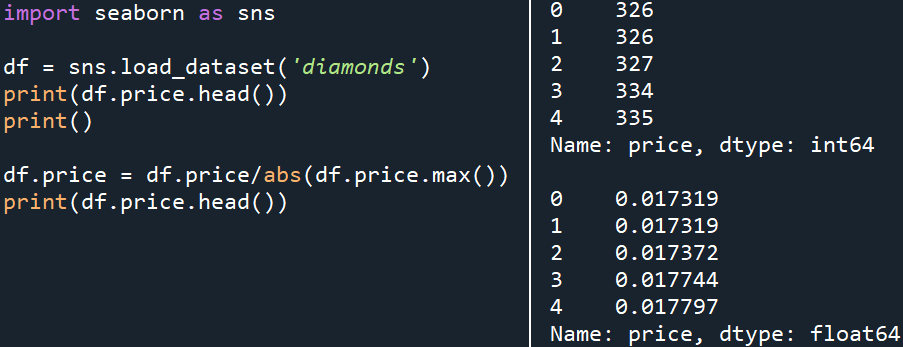 import seaborn as sns

df = sns.load_dataset('diamonds')
print(df.price.head())
print()

df.price = df.price/abs(df.price.max())
print(df.price.head())

0    326
1    326
2    327
3    334
4    335
Name: price, dtype: int64

0    0.017319
1    0.017319
2    0.017372
3    0.017744
4    0.017797
Name: price, dtype: float64